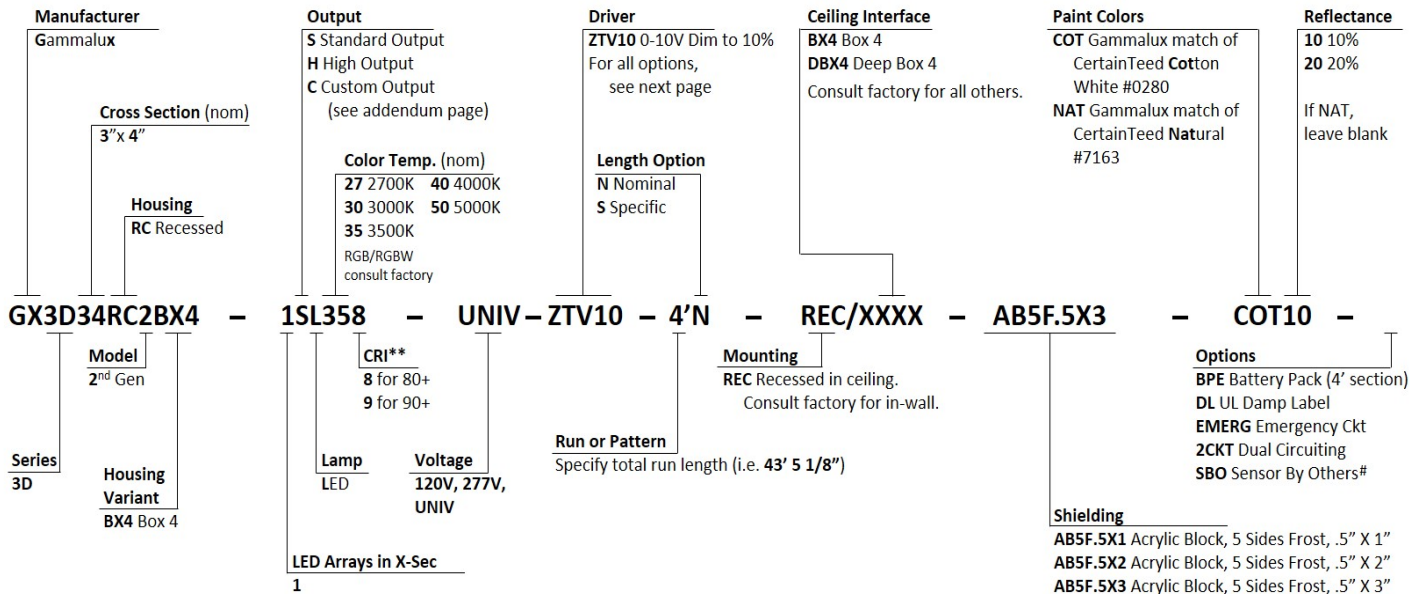 Manufacturer
Gammalux
Output
S Standard Output
H High Output
C Custom Output
(see addendum page)
Driver
ZTV10 0-10V Dim to 10%
For all options,
see next page
Ceiling Interface
BX4 Box 4
DBX4 Deep Box 4
Consult factory for all others.
Paint Colors
COT Gammalux match of
CertainTeed Cotton
White #0280
NAT Gammalux match of
CertainTeed Natural
#7163
Reflectance
10 10%
20 20%
If NAT,
leave blank
Cross Section (nom)
3”x 4”
Housing
RC Recessed
Color Temp. (nom)
27 2700K 40 4000K
30 3000K 50 5000K
35 3500K
RGB/RGBW
consult factory
Length Option
N Nominal
S Specific
GX3D34RC2BX4 – 1SL358 - UNIV – ZTV10 – 4’N – REC/XXXX – AB5F.5X3 - COT10 –
Model
2nd Gen
CRI**
8 for 80+
9 for 90+
Mounting
REC Recessed in ceiling.
Consult factory for in-wall.
Options
BPE Battery Pack (4’ section)
DL UL Damp Label
EMERG Emergency Ckt
2CKT Dual Circuiting
SBO Sensor By Others#
Series
3D
Housing
Variant
BX4 Box 4
Lamp
LED
Voltage
120V, 277V,
UNIV
Run or Pattern
Specify total run length (i.e. 43’ 5 1/8”)
LED Arrays in X-Sec
1
Shielding
AB5F.5X1 Acrylic Block, 5 Sides Frost, .5” X 1”
AB5F.5X2 Acrylic Block, 5 Sides Frost, .5” X 2”
AB5F.5X3 Acrylic Block, 5 Sides Frost, .5” X 3”